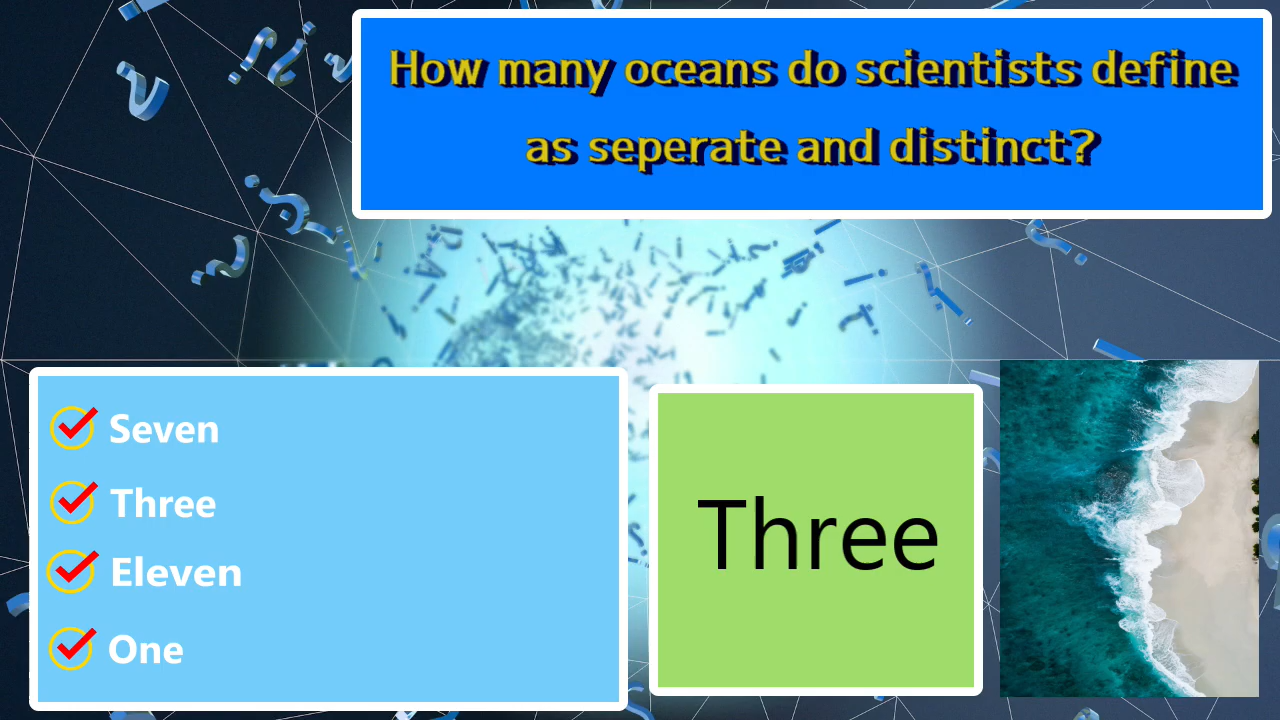 How many oceans do scientists define
as seperate and distinct?
Seven
Three
Eleven
One
Three